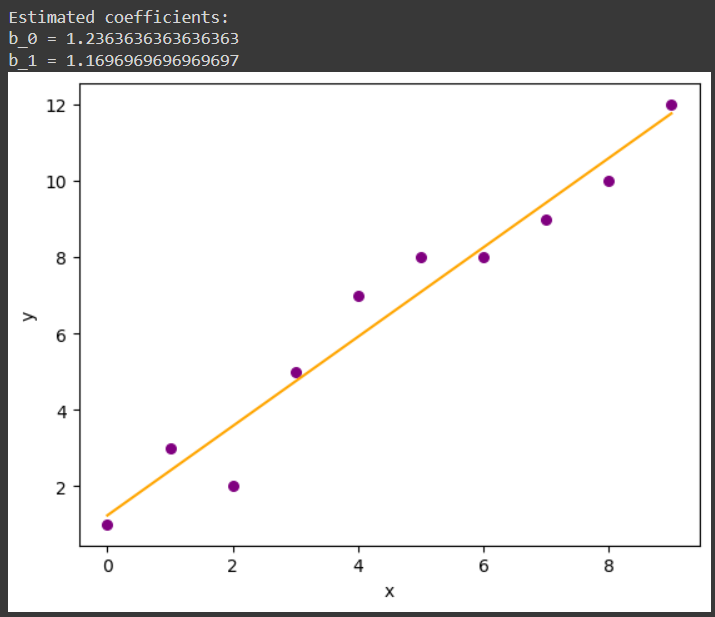 Estimated coefficients:
b_0 = 1.2363636363636363
b_1 = 1.1696969696969697
12
10
8
6
4
2
y
0 2 4 6 8
x